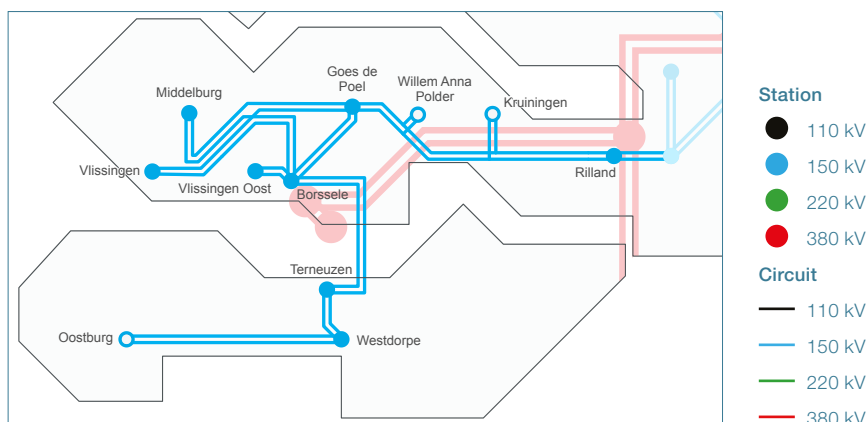 Middelburg
Goes de
Poel
Willem Anna
Polder
Kruiningen
Vlissingen
Vlissingen Oost
Borssele
Rilland
Terneuzen
Oostburg
Westdorpe
Station
110 kV
150 kV
220 kV
380 kV
Circuit
110 kV
150 kV
220 kV
380 kV